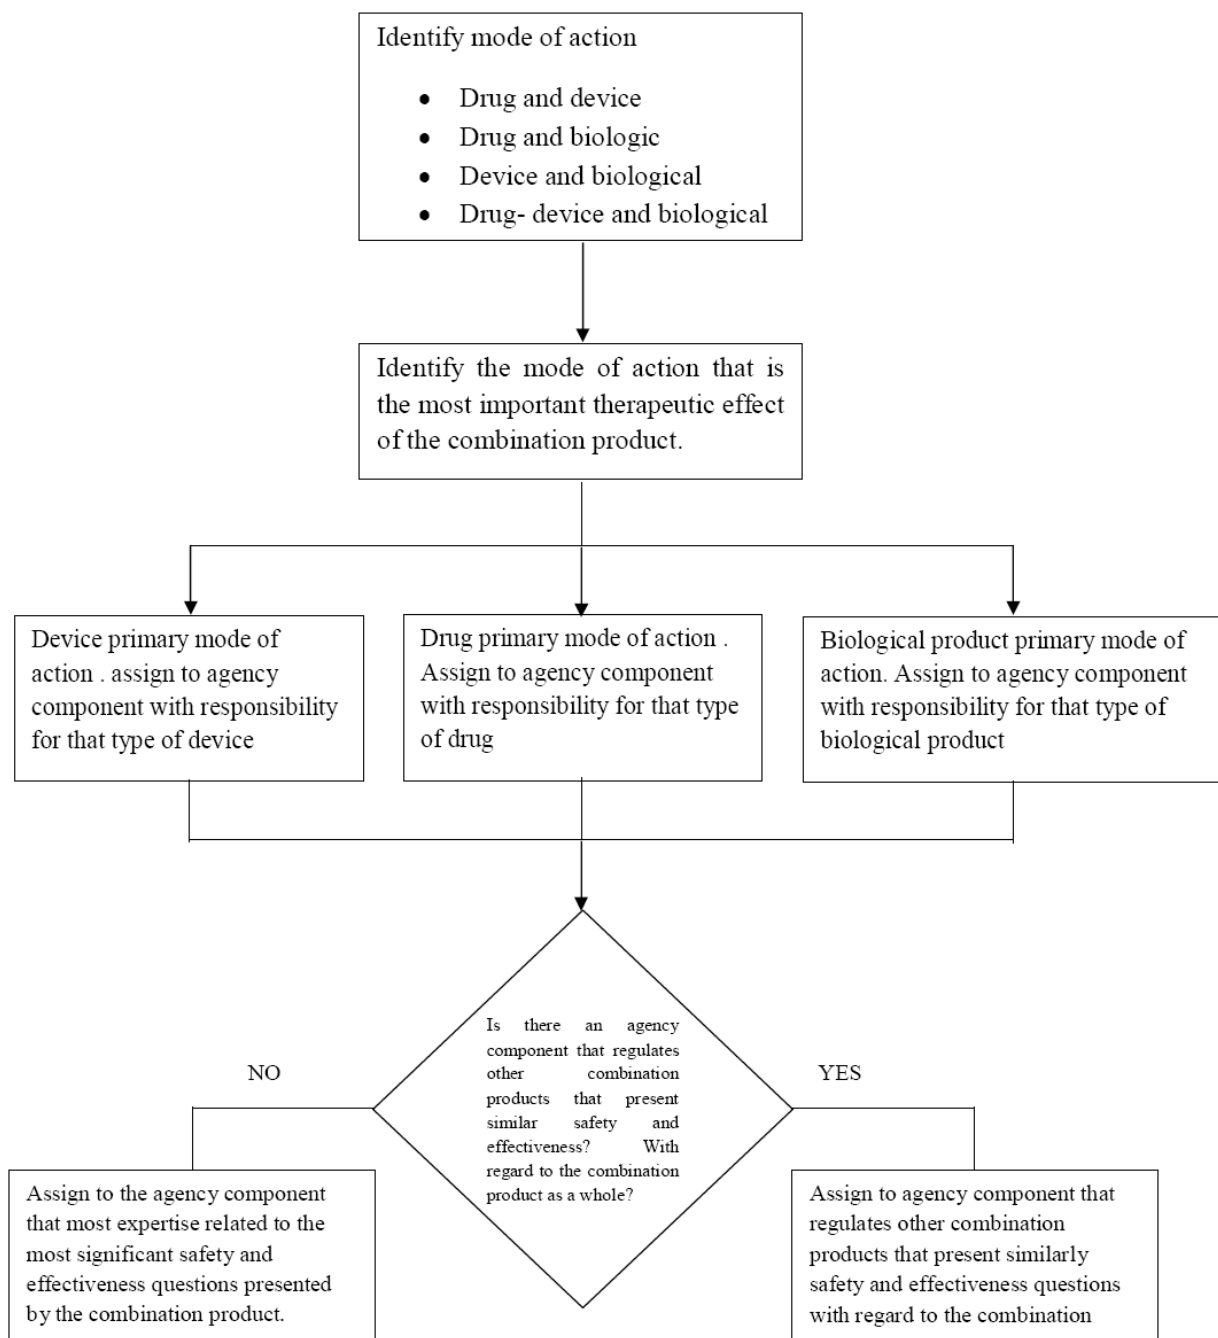 Identify mode of action
• Drug and device
• Drug and biologic
• Device and biological
• Drug- device and biological
Identify the mode of action that is
the most important therapeutic effect
of the combination product.
Device primary mode of
action . assign to agency
component with responsibility
for that type of device
Drug primary mode of action .
Assign to agency component
with responsibility for that type
of drug
Biological product primary mode of
action. Assign to agency component
with responsibility for that type of
biological product
Is there an agency
component that regulates
other combination
products that present
similar safety and
effectiveness? With
regard to the combination
product as a whole?
NO
YES
Assign to the agency component
that most expertise related to the
most significant safety and
effectiveness questions presented
by the combination product.
Assign to agency component that
regulates other combination
products that present similarly
safety and effectiveness questions
with regard to the combination